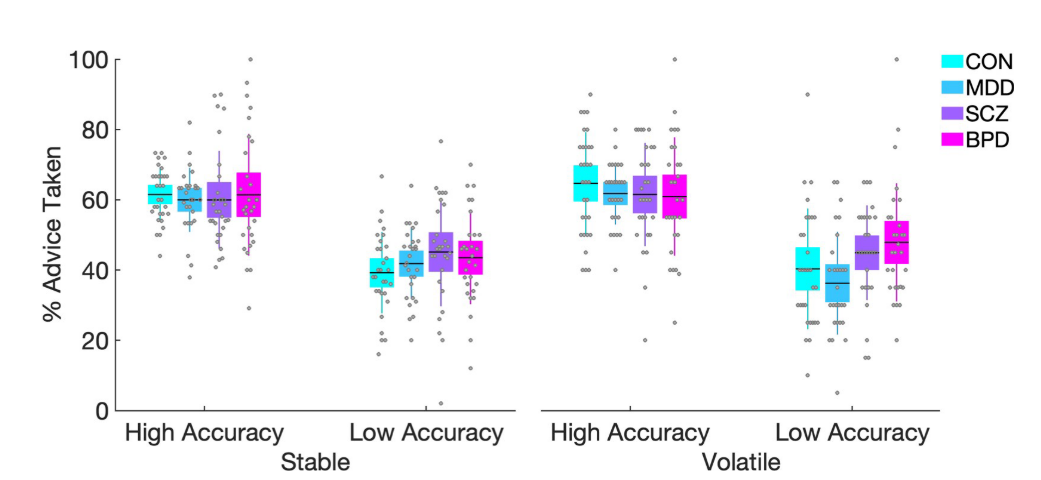 100
80
60
40
20
0
% Advice Taken
High Accuracy
Low Accuracy
Stable
High Accuracy
Low Accuracy
Volatile
CON
MDD
SCZ
BPD